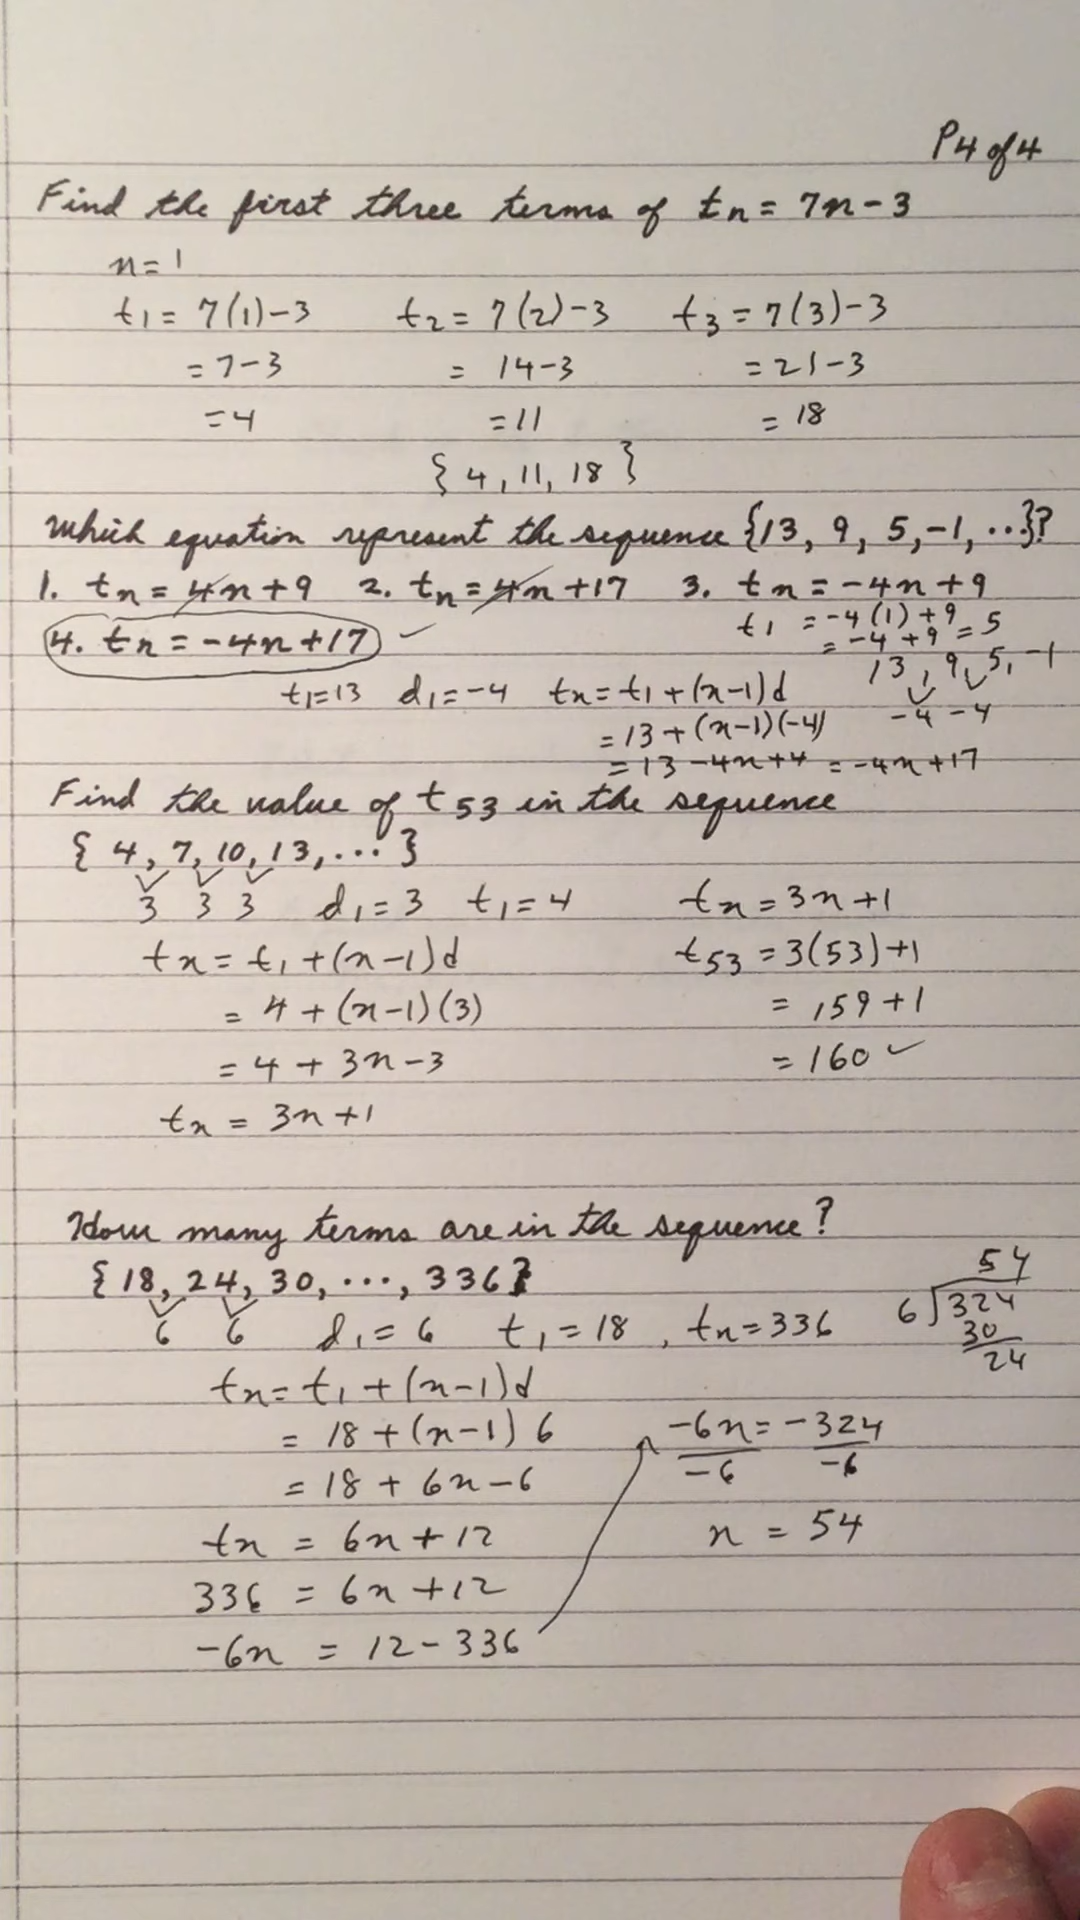 P4 of 4
Find the first three terms of tn = 7n - 3
n = 1
t1 = 7(1) - 3 t2 = 7(2) - 3 t3 = 7(3) - 3
= 7 - 3 = 14 - 3 = 21 - 3
= 4 = 11 = 18
{4, 11, 18}
Which equation represent the sequence {13, 9, 5, -1, ...}?
1. tn = 4n + 9 2. tn = 4n + 17 3. tn = -4n + 9
4. tn = -4n + 17 ✓
t1 = -4(1) + 9
= -4 + 9 = 5
13, 9, 5, -1
-4 -4
t1 = 13 d1 = -4 tn = t1 + (n-1)d
= 13 + (n-1)(-4)
= 13 - 4n + 4 = -4n + 17
Find the value of t53 in the sequence
{4, 7, 10, 13, ...}
3 3 3 d1 = 3 t1 = 4
tn = t1 + (n-1)d
= 4 + (n-1)(3)
= 4 + 3n - 3
tn = 3n + 1
tn = 3n + 1
t53 = 3(53) + 1
= 159 + 1
= 160 ✓
How many terms are in the sequence?
{18, 24, 30, ..., 336}
6 6 d1 = 6 t1 = 18, tn = 336
54
6)324
30
24
tn = t1 + (n-1)d
= 18 + (n-1)6
= 18 + 6n - 6
tn = 6n + 12
336 = 6n + 12
-6n = 12 - 336
-6n = -324
-6 -6
n = 54